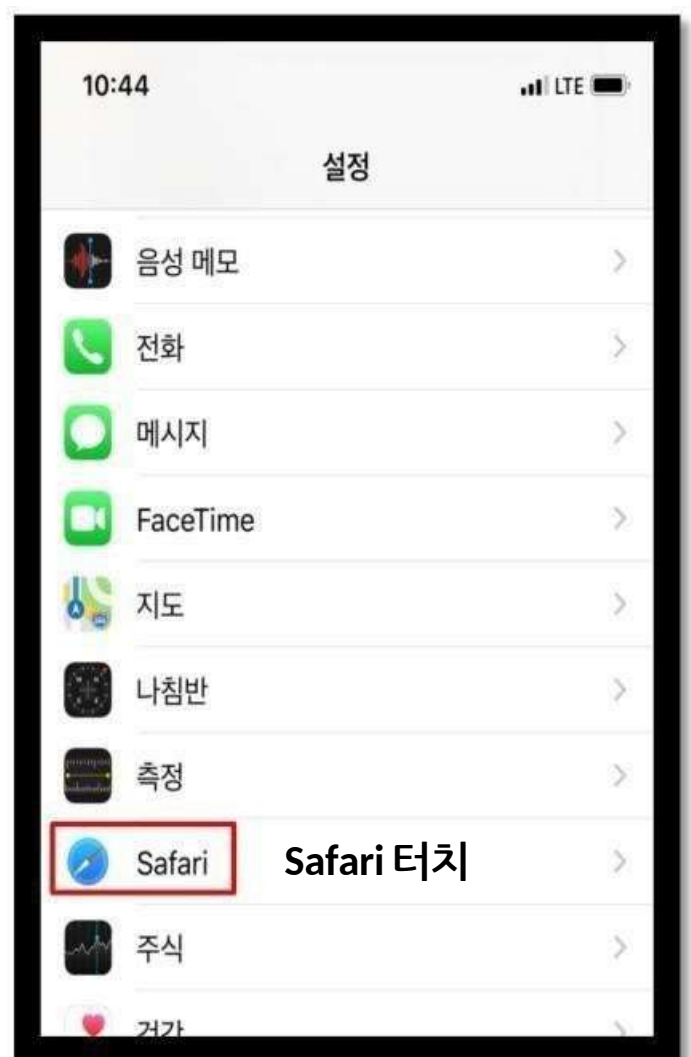 10:44 LTE
설정
음성 메모
전화
메시지
FaceTime
지도
나침반
측정
Safari Safari 터치
주식